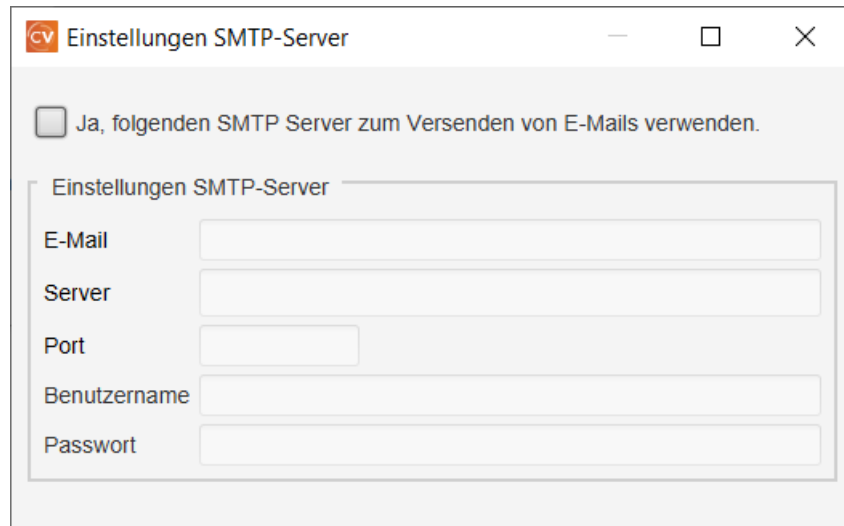 CV Einstellungen SMTP-Server
Ja, folgenden SMTP Server zum Versenden von E-Mails verwenden.
Einstellungen SMTP-Server
E-Mail
Server
Port
Benutzername
Passwort